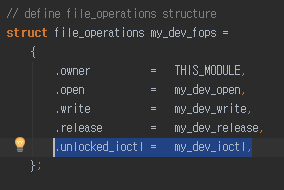 // define file_operations structure
struct file_operations my_dev_fops =
{
.owner = THIS_MODULE,
.open = my_dev_open,
.write = my_dev_write,
.release = my_dev_release,
.unlocked_ioctl = my_dev_ioctl,
};